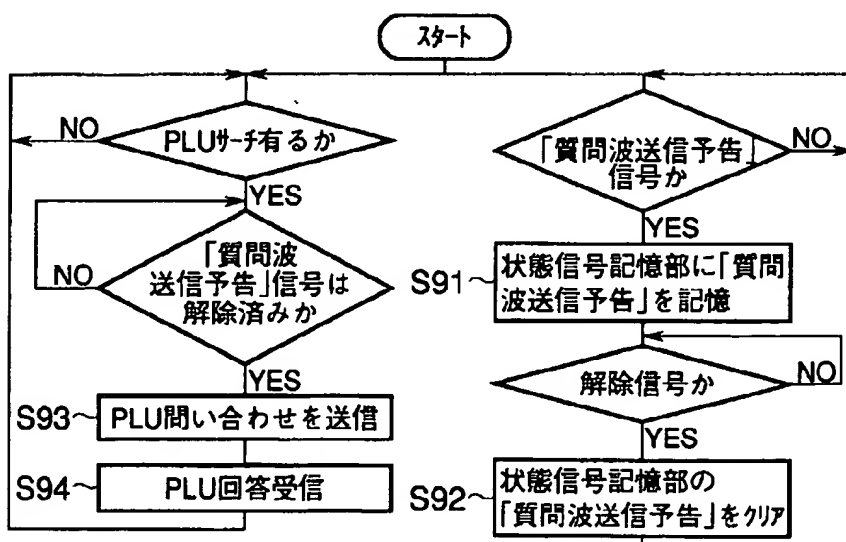 スタート
NO
PLUサーチ有るか
YES
「質問波
送信予告」信号は
解除済みか
NO
YES
S93
PLU問い合わせを送信
S94
PLU回答受信
「質問波送信予告」
信号か
NO
YES
S91
状態信号記憶部に「質問
波送信予告」を記憶
解除信号か
NO
YES
S92
状態信号記憶部の
「質問波送信予告」をクリア